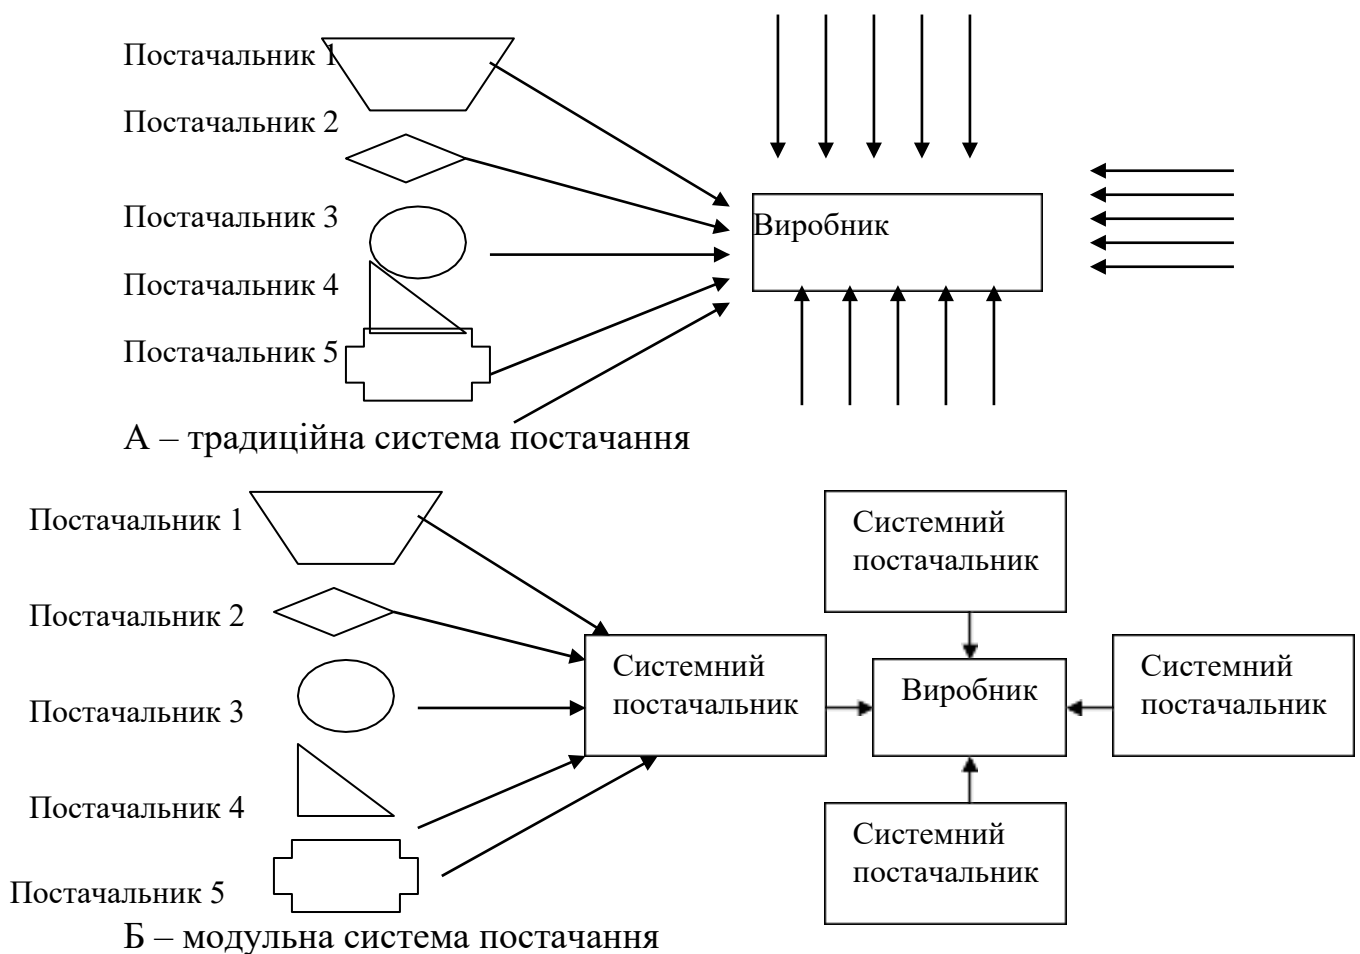 Постачальник 1
Постачальник 2
Постачальник 3
Виробник
Постачальник 4
Постачальник 5
А – традиційна система постачання
Постачальник 1
Системний
постачальник
Постачальник 2
Системний
постачальник
Виробник
Системний
постачальник
Постачальник 3
Постачальник 4
Системний
постачальник
Постачальник 5
Б – модульна система постачання